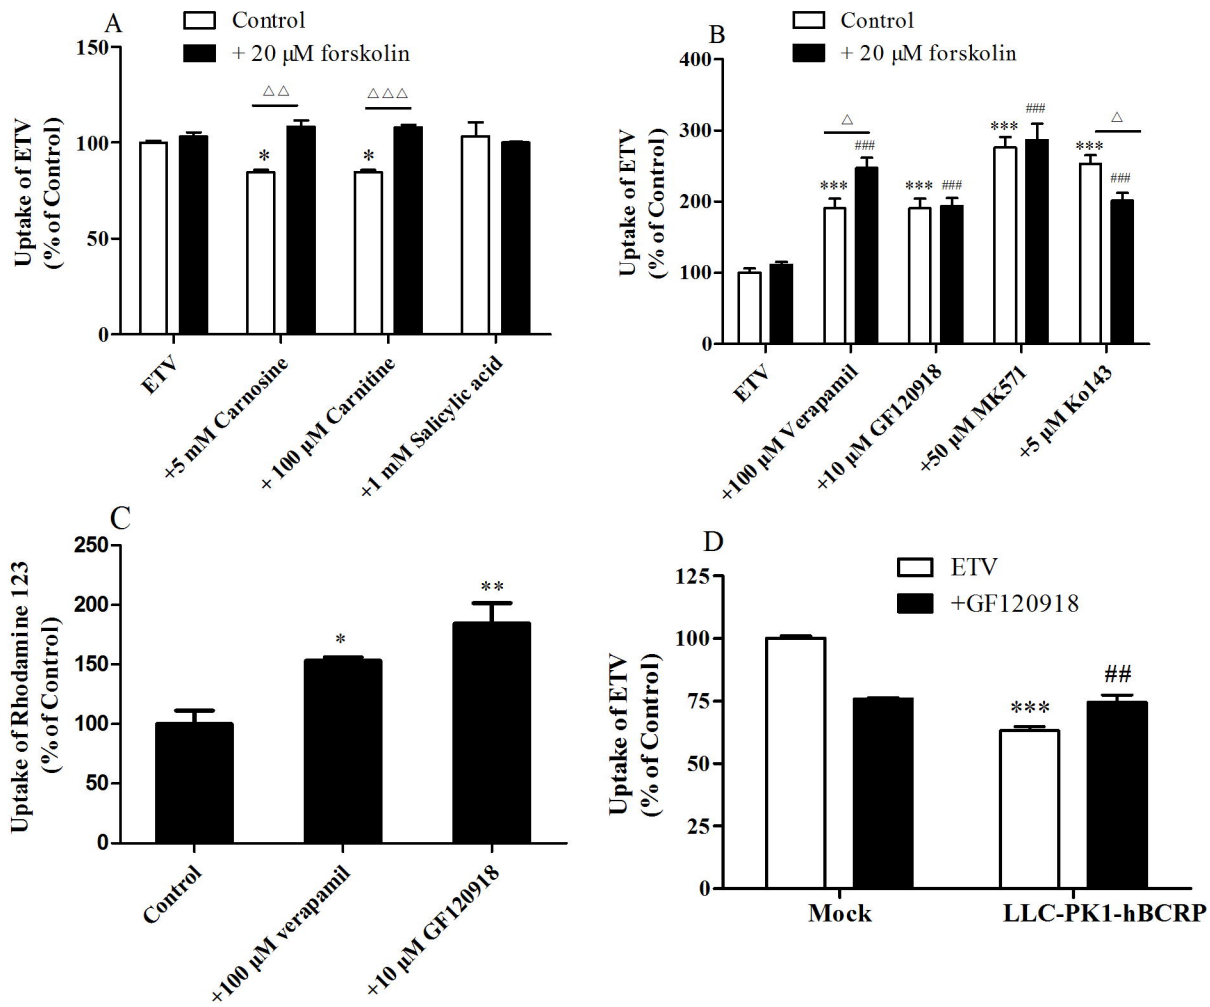 A
Control
+ 20 μM forskolin
Uptake of ETV
(% of Control)
150
100
50
0
△△
△△△
*
*
ETV
+5 mM Carnosine
+ 100 μM Carnitine
+1 mM Salicylic acid
B
Control
+ 20 μM forskolin
Uptake of ETV
(% of Control)
400
300
200
100
0
△
△
***
###
***
###
***
###
***
###
ETV
+100 μM Verapamil
+10 μM GF120918
+50 μM MK571
+5 μM Ko143
C
Uptake of Rhodamine 123
(% of Control)
250
200
150
100
50
0
*
**
Control
+100 μM verapamil
+10 μM GF120918
D
ETV
+GF120918
Uptake of ETV
(% of Control)
125
100
75
50
25
0
***
##
Mock
LLC-PK1-hBCRP